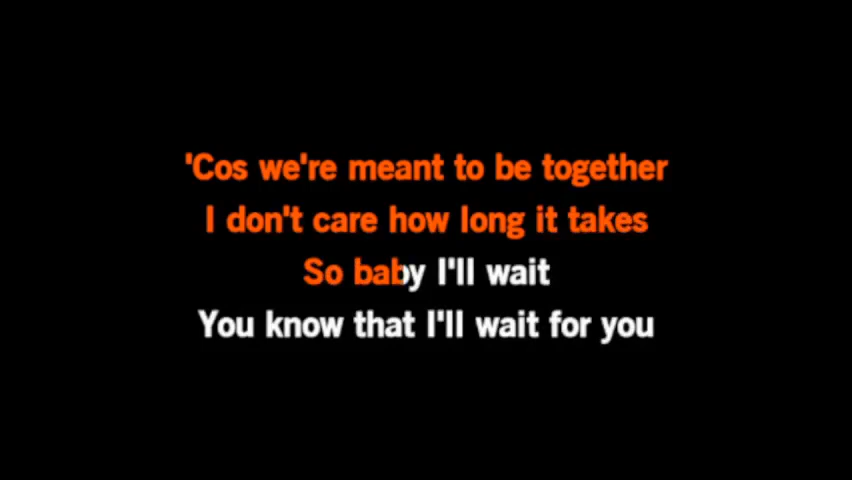 'Cos we're meant to be together
I don't care how long it takes
So baby I'll wait
You know that I'll wait for you